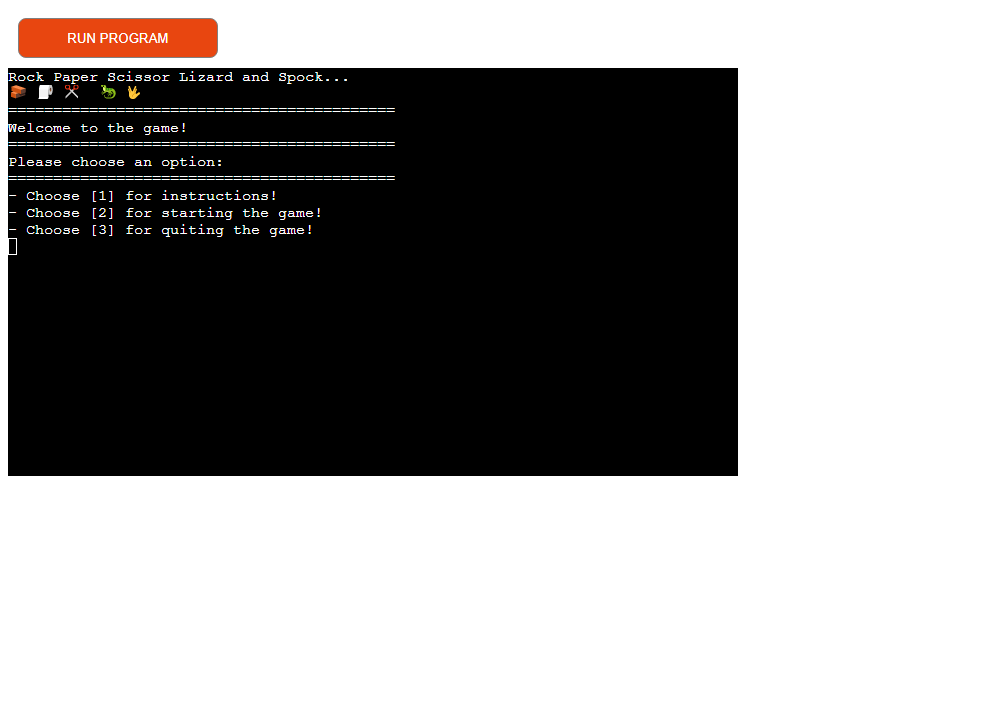 RUN PROGRAM
Rock Paper Scissor Lizard and Spock...
🧱 🧻 ✂️ 🦎 🖖
===========================================
Welcome to the game!
===========================================
Please choose an option:
===========================================
- Choose [1] for instructions!
- Choose [2] for starting the game!
- Choose [3] for quiting the game!